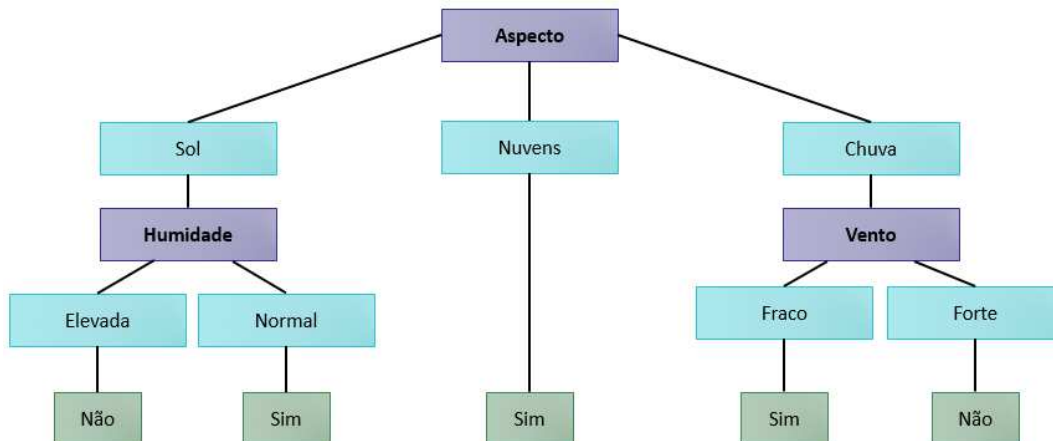 Aspecto
Sol
Nuvens
Chuva
Humidade
Vento
Elevada
Normal
Fraco
Forte
Não
Sim
Sim
Sim
Não